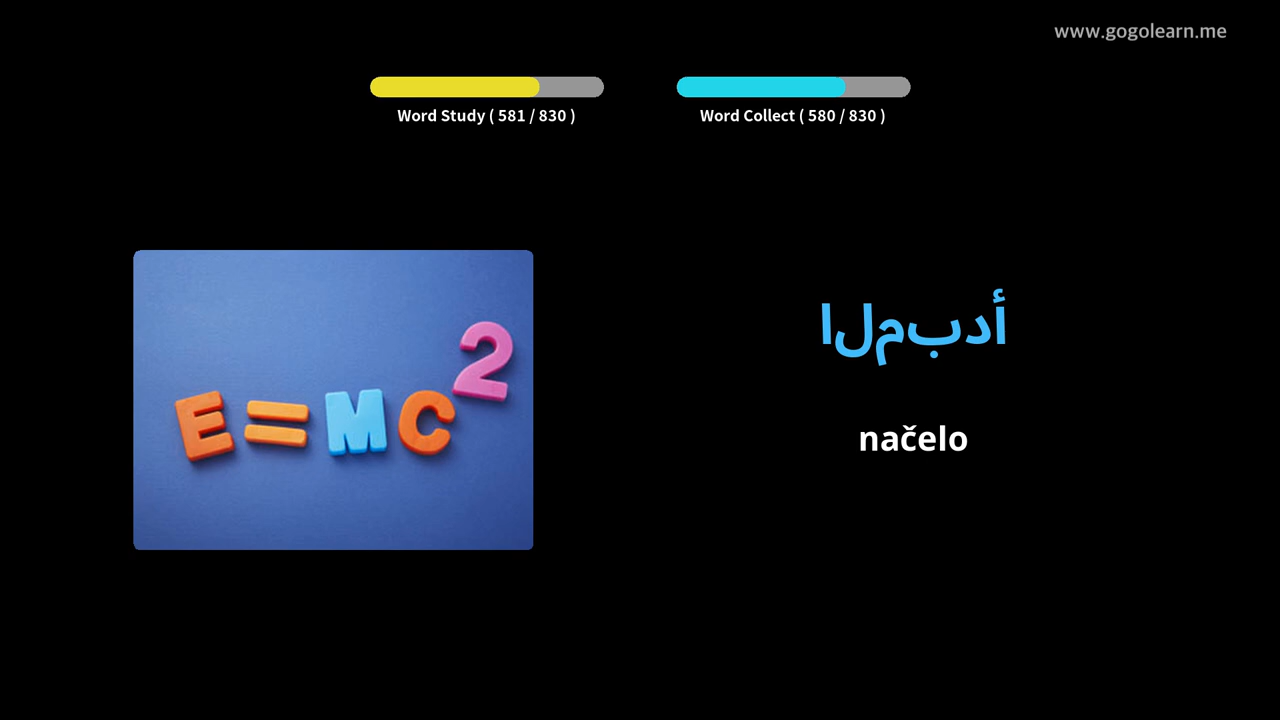 www.gogolearn.me
Word Study ( 581 / 830 )
Word Collect ( 580 / 830 )
المبدأ
načelo
E=MC²